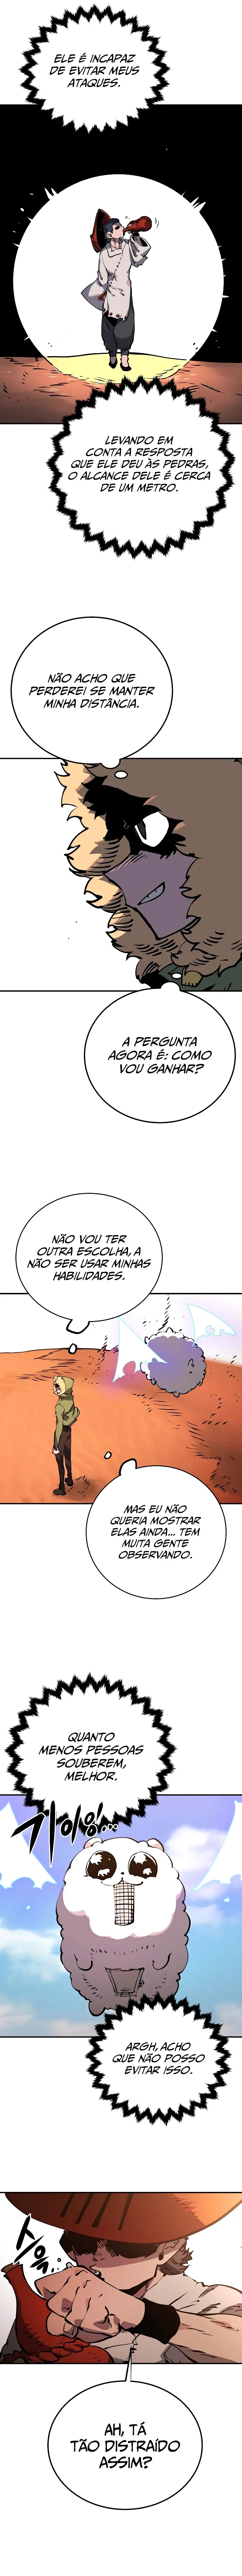 ELE É INCAPAZ
DE EVITAR MEUS
ATAQUES.
LEVANDO EM
CONTA A RESPOSTA
QUE ELE DEU ÀS PEDRAS,
O ALCANCE DELE É CERCA
DE UM METRO.
NÃO ACHO QUE
PERDEREI SE MANTER
MINHA DISTÂNCIA.
A PERGUNTA
AGORA É: COMO
VOU GANHAR?
NÃO VOU TER
OUTRA ESCOLHA, A
NÃO SER USAR MINHAS
HABILIDADES.
MAS EU NÃO
QUERIA MOSTRAR
ELAS AINDA... TEM
MUITA GENTE
OBSERVANDO.
QUANTO
MENOS PESSOAS
SOUBEREM,
MELHOR.
ARGH, ACHO
QUE NÃO POSSO
EVITAR ISSO.
AH, TÁ
TÃO DISTRAÍDO
ASSIM?